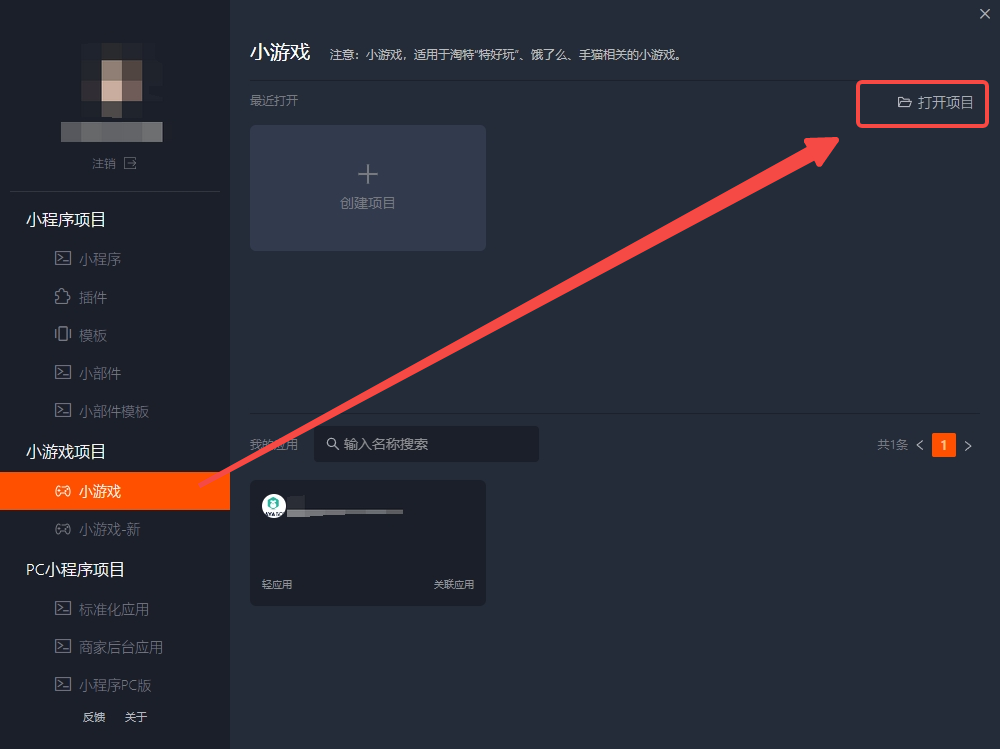 注销
小程序项目
小程序
插件
模板
小部件
小部件模板
小游戏项目
小游戏
小游戏-新
PC小程序项目
标准化应用
商家后台应用
小程序PC版
反馈 关于
小游戏 注意：小游戏，适用于淘特“特好玩”、饿了么、手猫相关的小游戏。
最近打开
打开项目
创建项目
我的应用 输入名称搜索 共1条 1
轻应用 关联应用